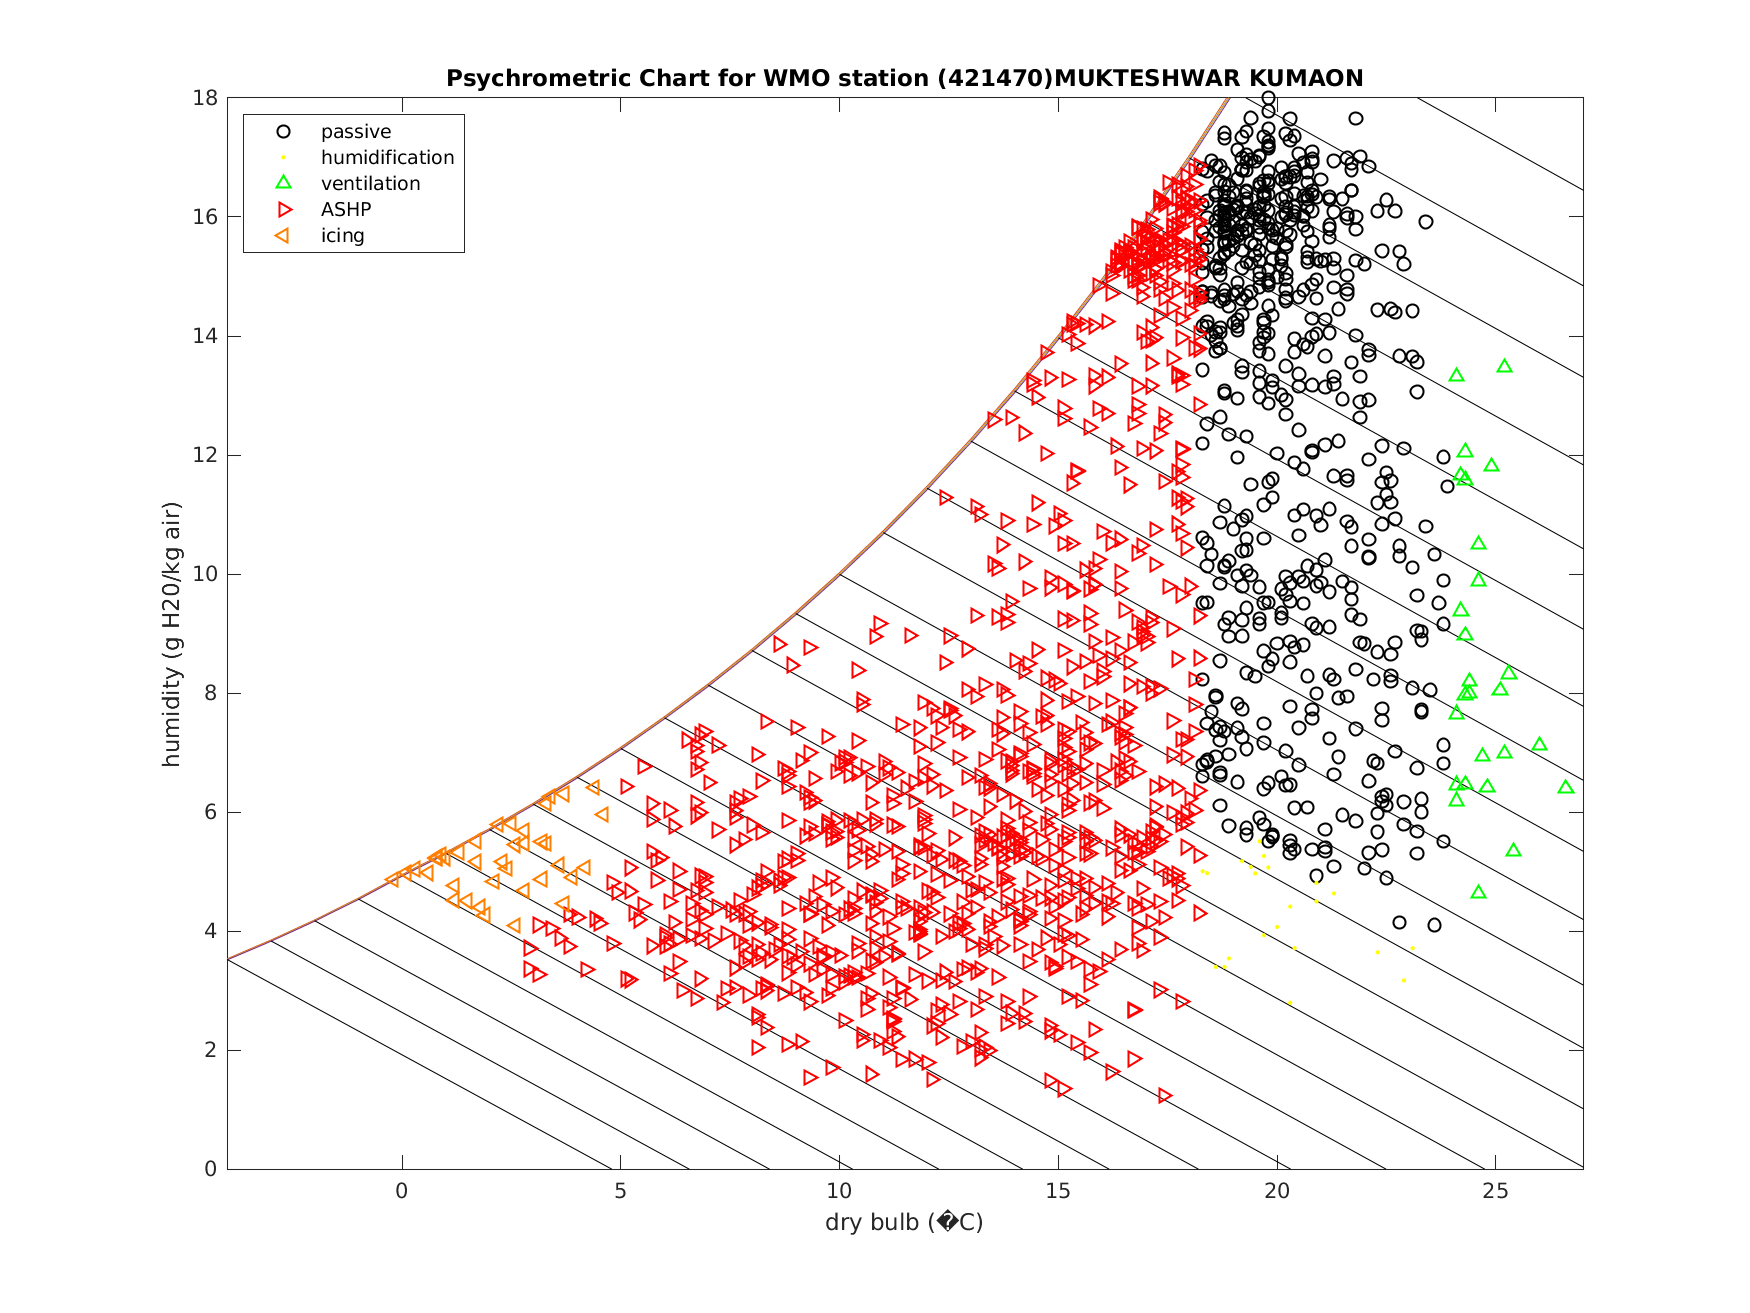 Psychrometric Chart for WMO station (421470)MUKTESHWAR KUMAON
passive
humidification
ventilation
ASHP
icing
humidity (g H20/kg air)
18
16
14
12
10
8
6
4
2
0
0 5 10 15 20 25
dry bulb (�C)